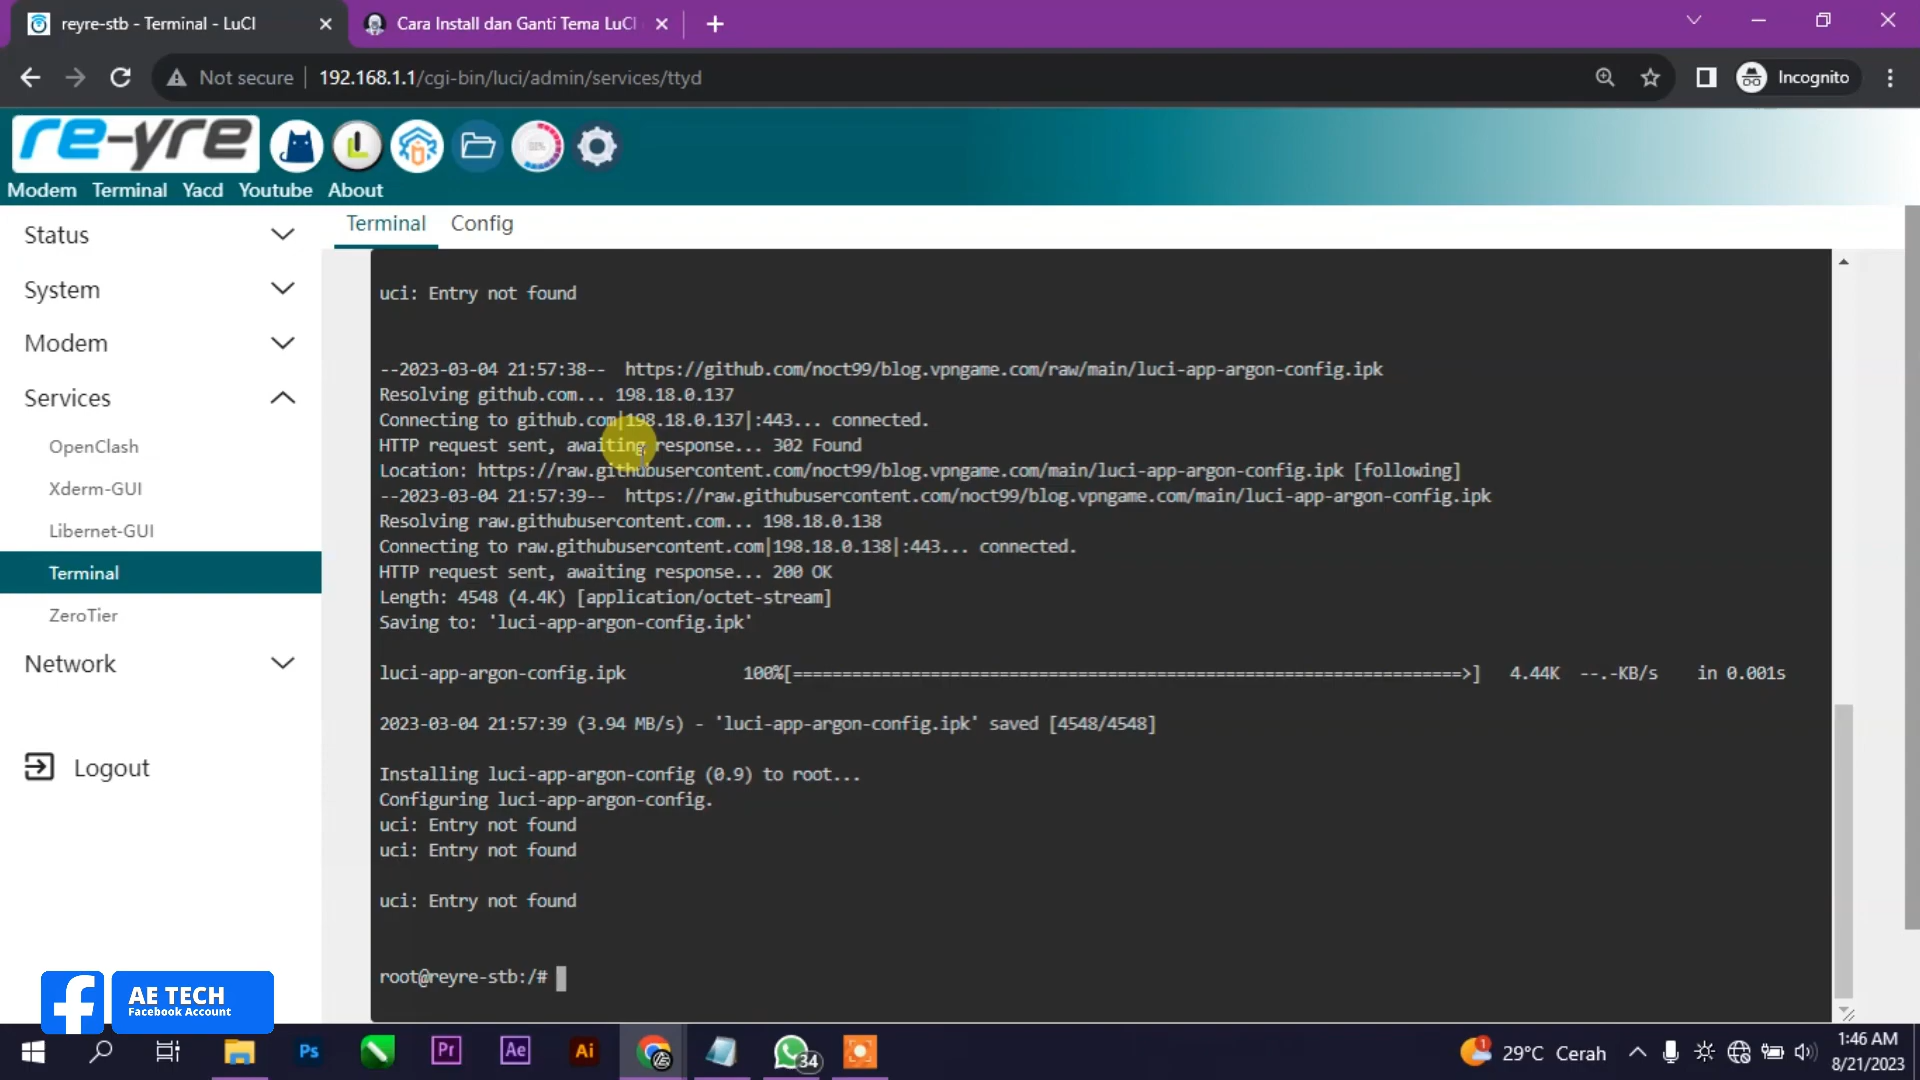 reyre-stb - Terminal - LuCI
Cara Install dan Ganti Tema LuCI
Not secure
192.168.1.1/cgi-bin/luci/admin/services/ttyd
Incognito
re-yre
Modem
Terminal
Yacd
Youtube
About
Status
System
Modem
Services
OpenClash
Xderm-GUI
Libernet-GUI
Terminal
ZeroTier
Network
Logout
Terminal
Config
uci: Entry not found
--2023-03-04 21:57:38--  https://github.com/noct99/blog.vpngame.com/raw/main/luci-app-argon-config.ipk
Resolving github.com... 198.18.0.137
Connecting to github.com|198.18.0.137|:443... connected.
HTTP request sent, awaiting response... 302 Found
Location: https://raw.githubusercontent.com/noct99/blog.vpngame.com/main/luci-app-argon-config.ipk [following]
--2023-03-04 21:57:39--  https://raw.githubusercontent.com/noct99/blog.vpngame.com/main/luci-app-argon-config.ipk
Resolving raw.githubusercontent.com... 198.18.0.138
Connecting to raw.githubusercontent.com|198.18.0.138|:443... connected.
HTTP request sent, awaiting response... 200 OK
Length: 4548 (4.4K) [application/octet-stream]
Saving to: 'luci-app-argon-config.ipk'
luci-app-argon-config.ipk 100%[====================================================================>] 4.44K --.-KB/s in 0.001s
2023-03-04 21:57:39 (3.94 MB/s) - 'luci-app-argon-config.ipk' saved [4548/4548]
Installing luci-app-argon-config (0.9) to root...
Configuring luci-app-argon-config.
uci: Entry not found
uci: Entry not found
uci: Entry not found
root@reyre-stb:/#
AE TECH
Facebook Account
Ps
Pr
Ae
Ai
34
1
29°C Cerah
1:46 AM
8/21/2023